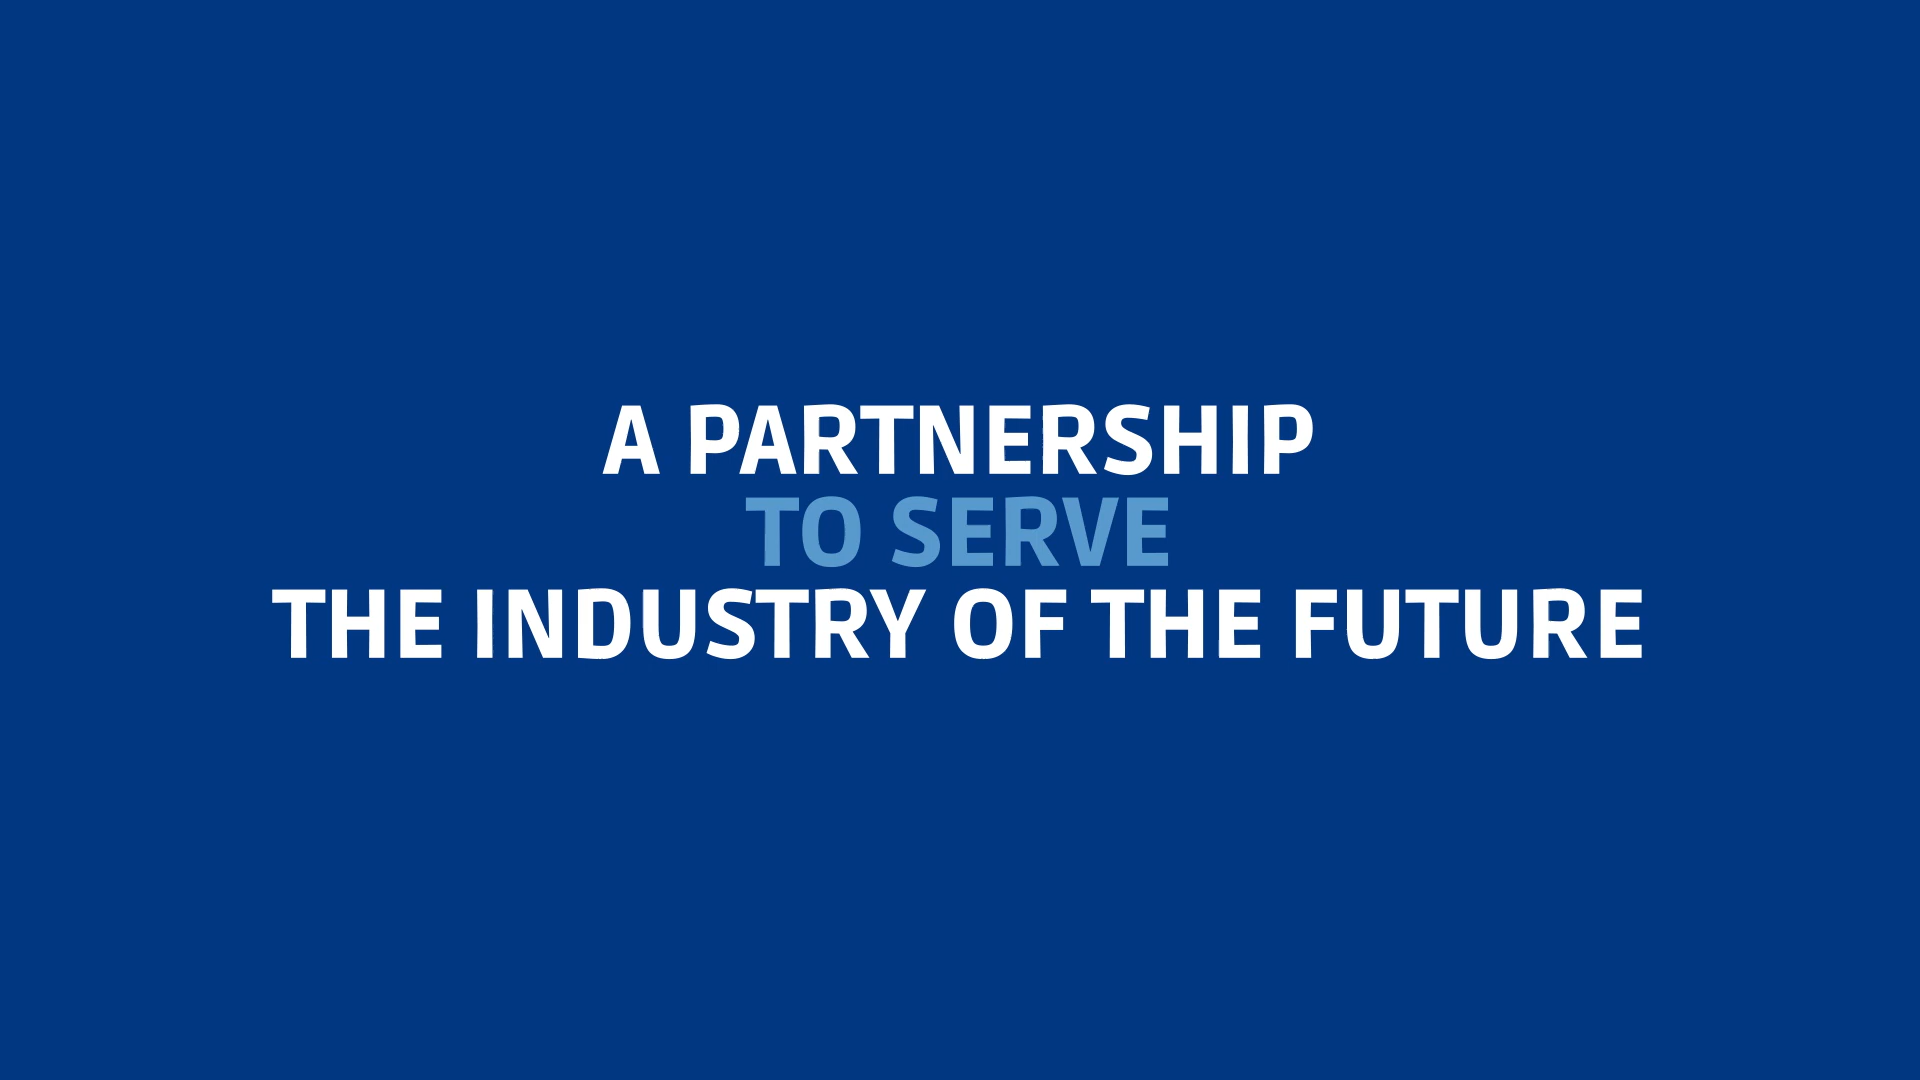 A PARTNERSHIP
TO SERVE
THE INDUSTRY OF THE FUTURE